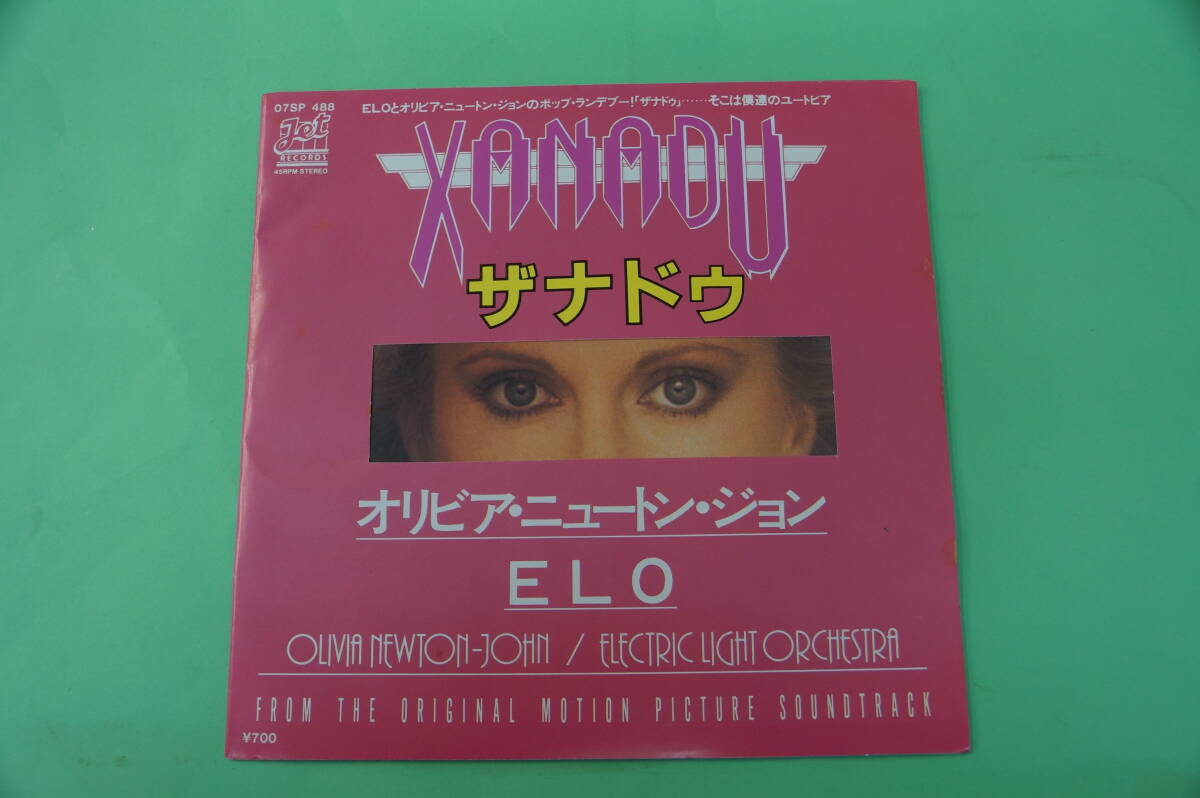 07SP 488
Jet
RECORDS
45RPM STEREO
ELOとオリビア・ニュートン・ジョンのポップ・ランデブー!「ザナドゥ」……そこは僕達のユートピア
XANADU
ザナドゥ
オリビア・ニュートン・ジョン
ELO
OLIVIA NEWTON-JOHN / ELECTRIC LIGHT ORCHESTRA
FROM THE ORIGINAL MOTION PICTURE SOUNDTRACK
¥700